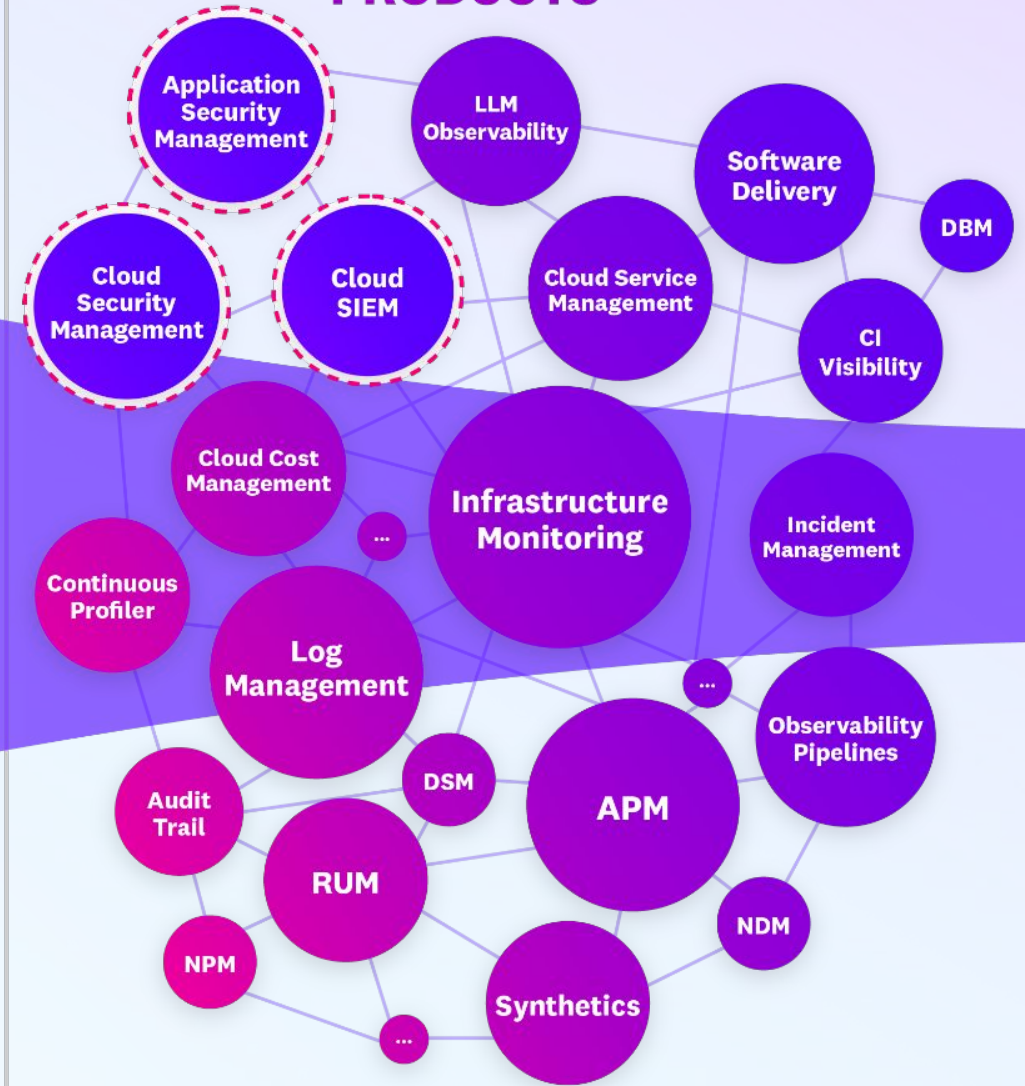 PRODUCTS
Application
Security
Management
LLM
Observability
Software
Delivery
DBM
Cloud
Security
Management
Cloud
SIEM
Cloud Service
Management
CI
Visibility
Cloud Cost
Management
Infrastructure
Monitoring
...
Incident
Management
Continuous
Profiler
Log
Management
...
Observability
Pipelines
DSM
Audit
Trail
APM
RUM
NDM
NPM
Synthetics
...